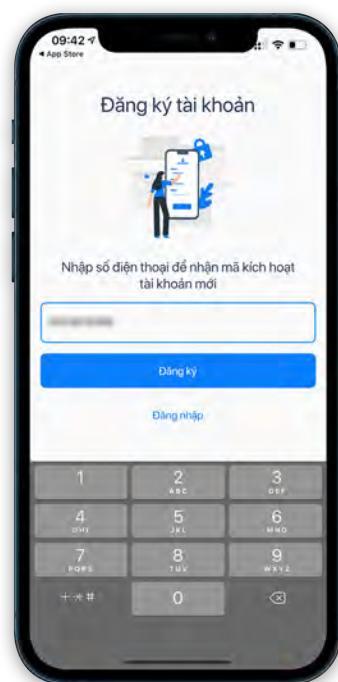 09:42
◀ App Store
Đăng ký tài khoản
Nhập số điện thoại để nhận mã kích hoạt
tài khoản mới
Đăng ký
Đăng nhập
1 2 3
ABC DEF
4 5 6
GHI JKL MNO
7 8 9
PQRS TUV WXYZ
+*# 0